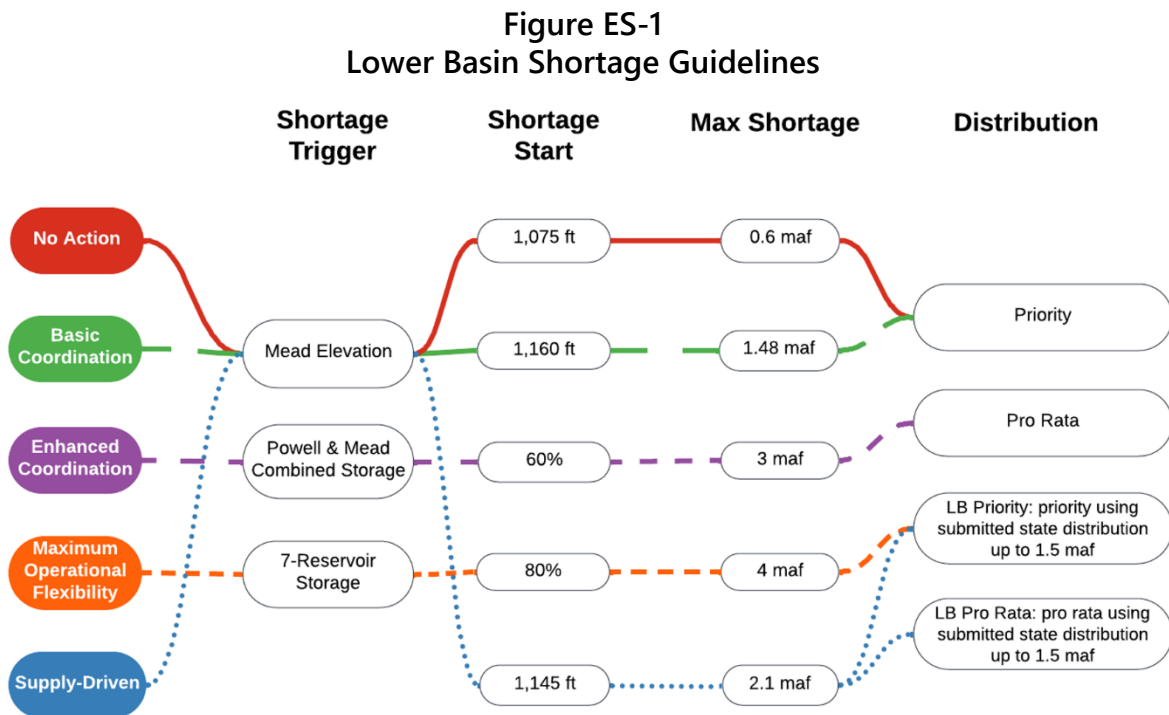 Figure ES-1
Lower Basin Shortage Guidelines
Shortage
Trigger
Shortage
Start
Max Shortage
Distribution
No Action
1,075 ft
0.6 maf
Basic
Coordination
Mead Elevation
1,160 ft
1.48 maf
Priority
Enhanced
Coordination
Powell & Mead
Combined Storage
60%
3 maf
Pro Rata
Maximum
Operational
Flexibility
7-Reservoir
Storage
80%
4 maf
LB Priority: priority using
submitted state distribution
up to 1.5 maf
Supply-Driven
1,145 ft
2.1 maf
LB Pro Rata: pro rata using
submitted state distribution
up to 1.5 maf